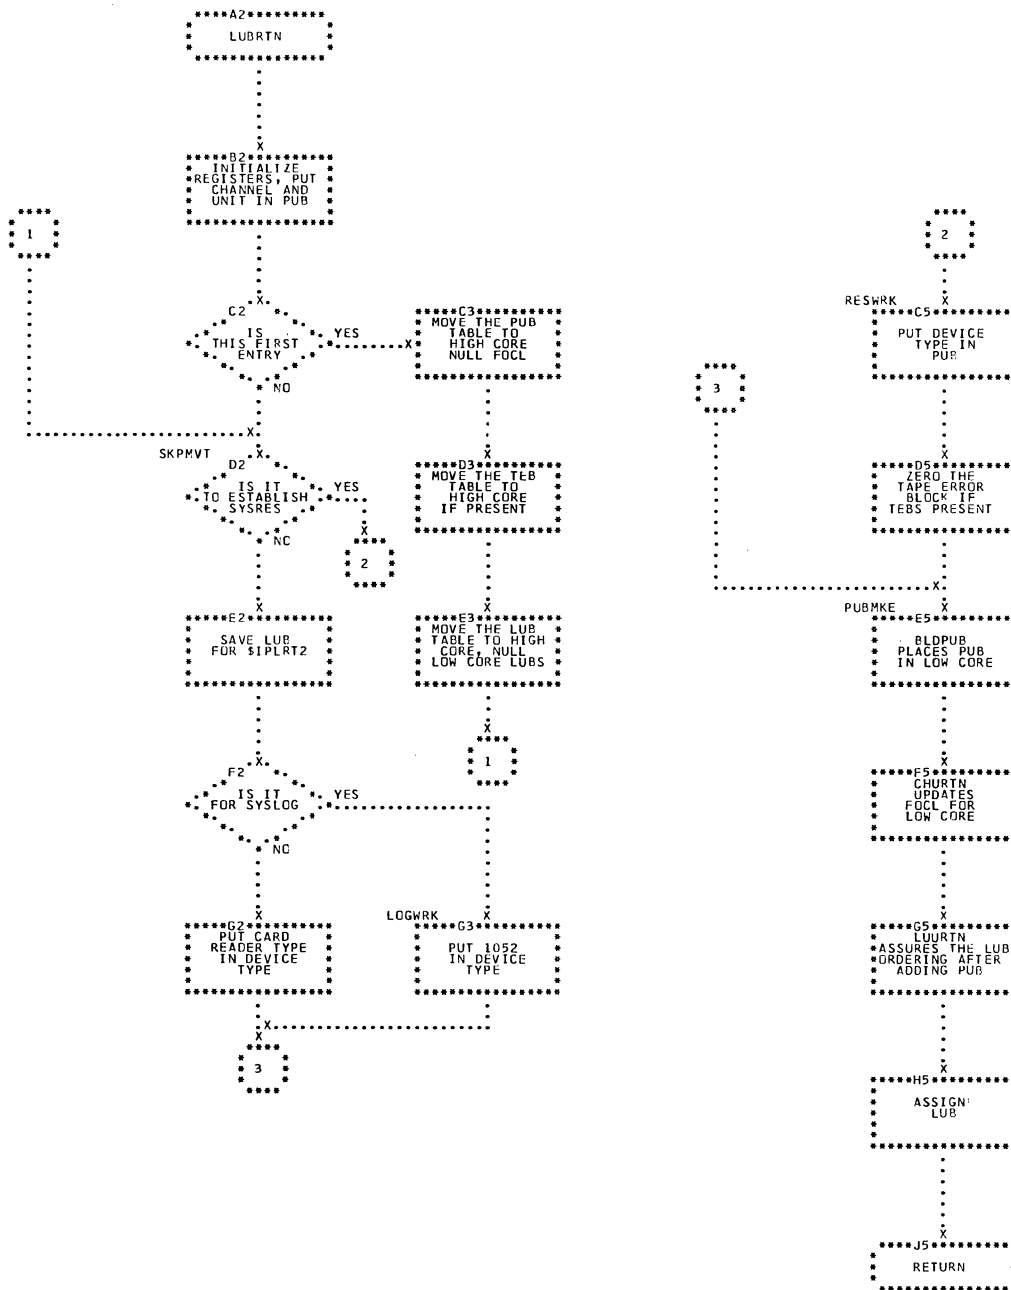 A2
LUBRTN
B2
INITIALIZE
REGISTERS, PUT
CHANNEL AND
UNIT IN PUB
1
C2
IS
THIS FIRST
ENTRY
YES
NO
C3
MOVE THE PUB
TABLE TO
HIGH CORE
NULL FOCL
SKPMVT
D2
IS IT
TO ESTABLISH
SYSRES
YES
NO
2
D3
MOVE THE TEB
TABLE TO
HIGH CORE
IF PRESENT
E2
SAVE LUB
FOR $IPLRT2
E3
MOVE THE LUB
TABLE TO HIGH
CORE, NULL
LOW CORE LUBS
1
F2
IS IT
FOR SYSLOG
YES
NO
G2
PUT CARD
READER TYPE
IN DEVICE
TYPE
LOGWRK
G3
PUT 1052
IN DEVICE
TYPE
3
2
RESWRK
C5
PUT DEVICE
TYPE IN
PUB
3
D5
ZERO THE
TAPE ERROR
BLOCK IF
TEBS PRESENT
PUBMKE
E5
BLDPUB
PLACES PUB
IN LOW CORE
F5
CHURTN
UPDATES
FOCL FOR
LOW CORE
G5
LUURTN
ASSURES THE LUB
ORDERING AFTER
ADDING PUB
H5
ASSIGN
LUB
J5
RETURN